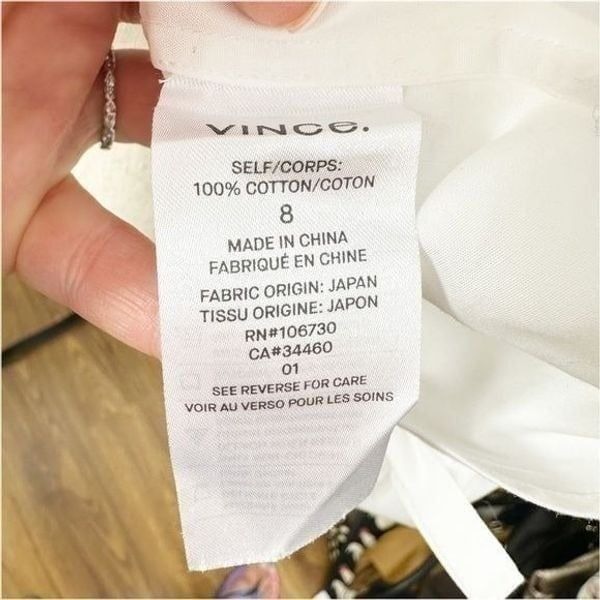 VINCE.
SELF/CORPS:
100% COTTON/COTON
8
MADE IN CHINA
FABRIQUÉ EN CHINE
FABRIC ORIGIN: JAPAN
TISSU ORIGINE: JAPON
RN#106730
CA#34460
01
SEE REVERSE FOR CARE
VOIR AU VERSO POUR LES SOINS